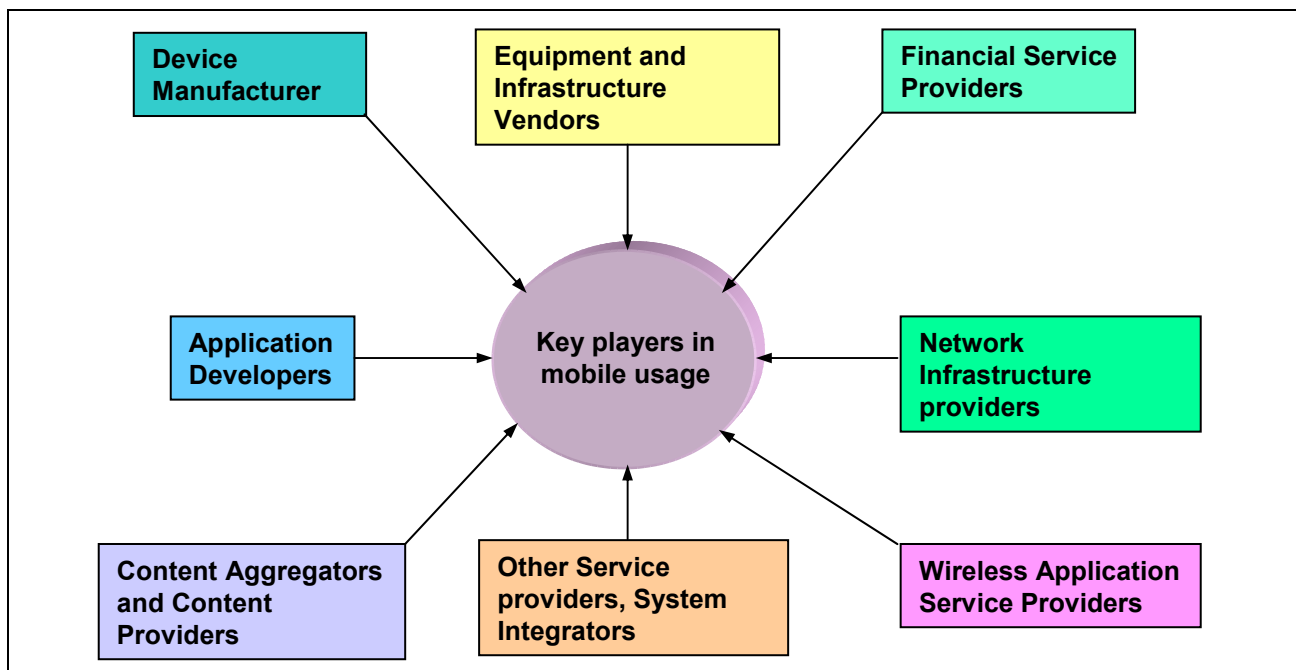 Device
Manufacturer
Equipment and
Infrastructure
Vendors
Financial Service
Providers
Application
Developers
Key players in
mobile usage
Network
Infrastructure
providers
Content Aggregators
and Content
Providers
Other Service
providers, System
Integrators
Wireless Application
Service Providers